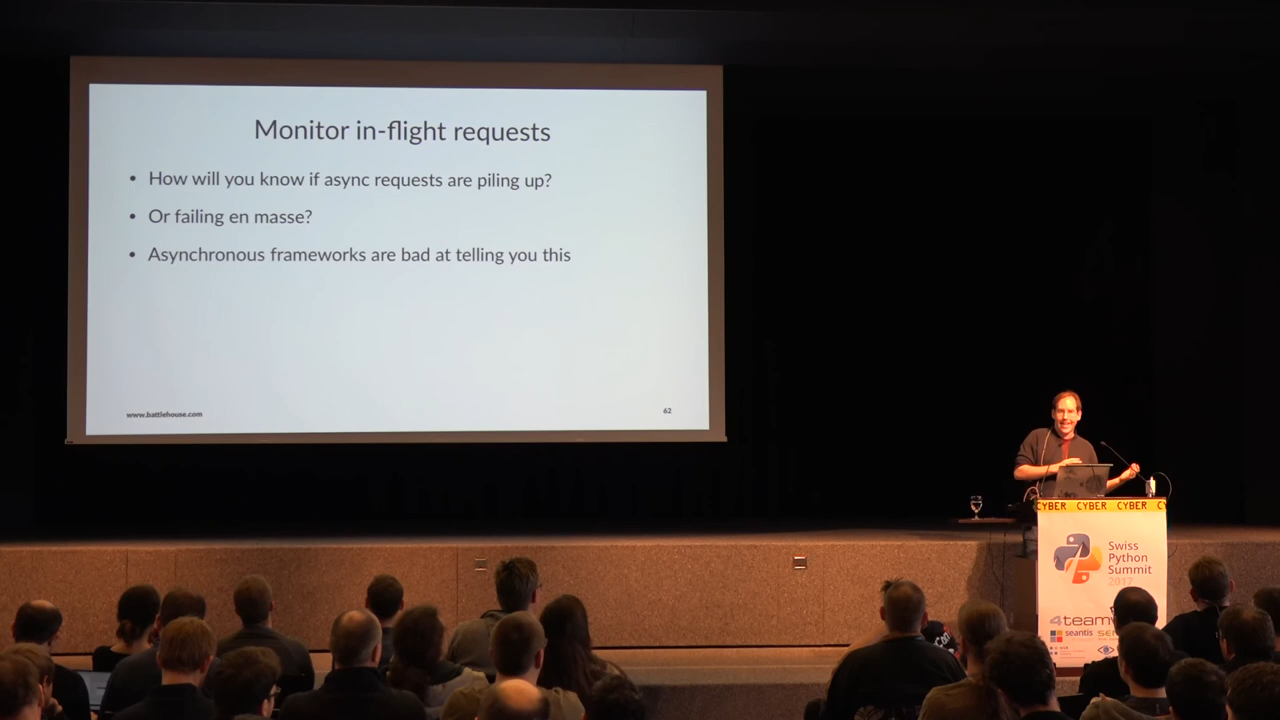 Monitor in-flight requests
• How will you know if async requests are piling up?
• Or failing en masse?
• Asynchronous frameworks are bad at telling you this
www.battlehouse.com
62
CYBER CYBER CYBER CY
Swiss
Python
Summit
2017
4team
seantis